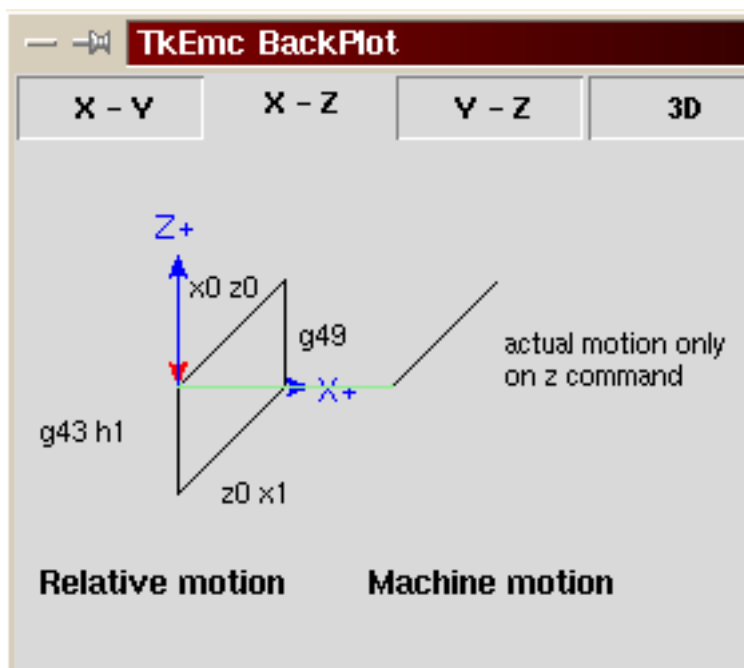 TkEmc BackPlot
X - Y
X - Z
Y - Z
3D
Z+
x0 z0
g49
actual motion only
on z command
X+
g43 h1
z0 x1
Relative motion
Machine motion